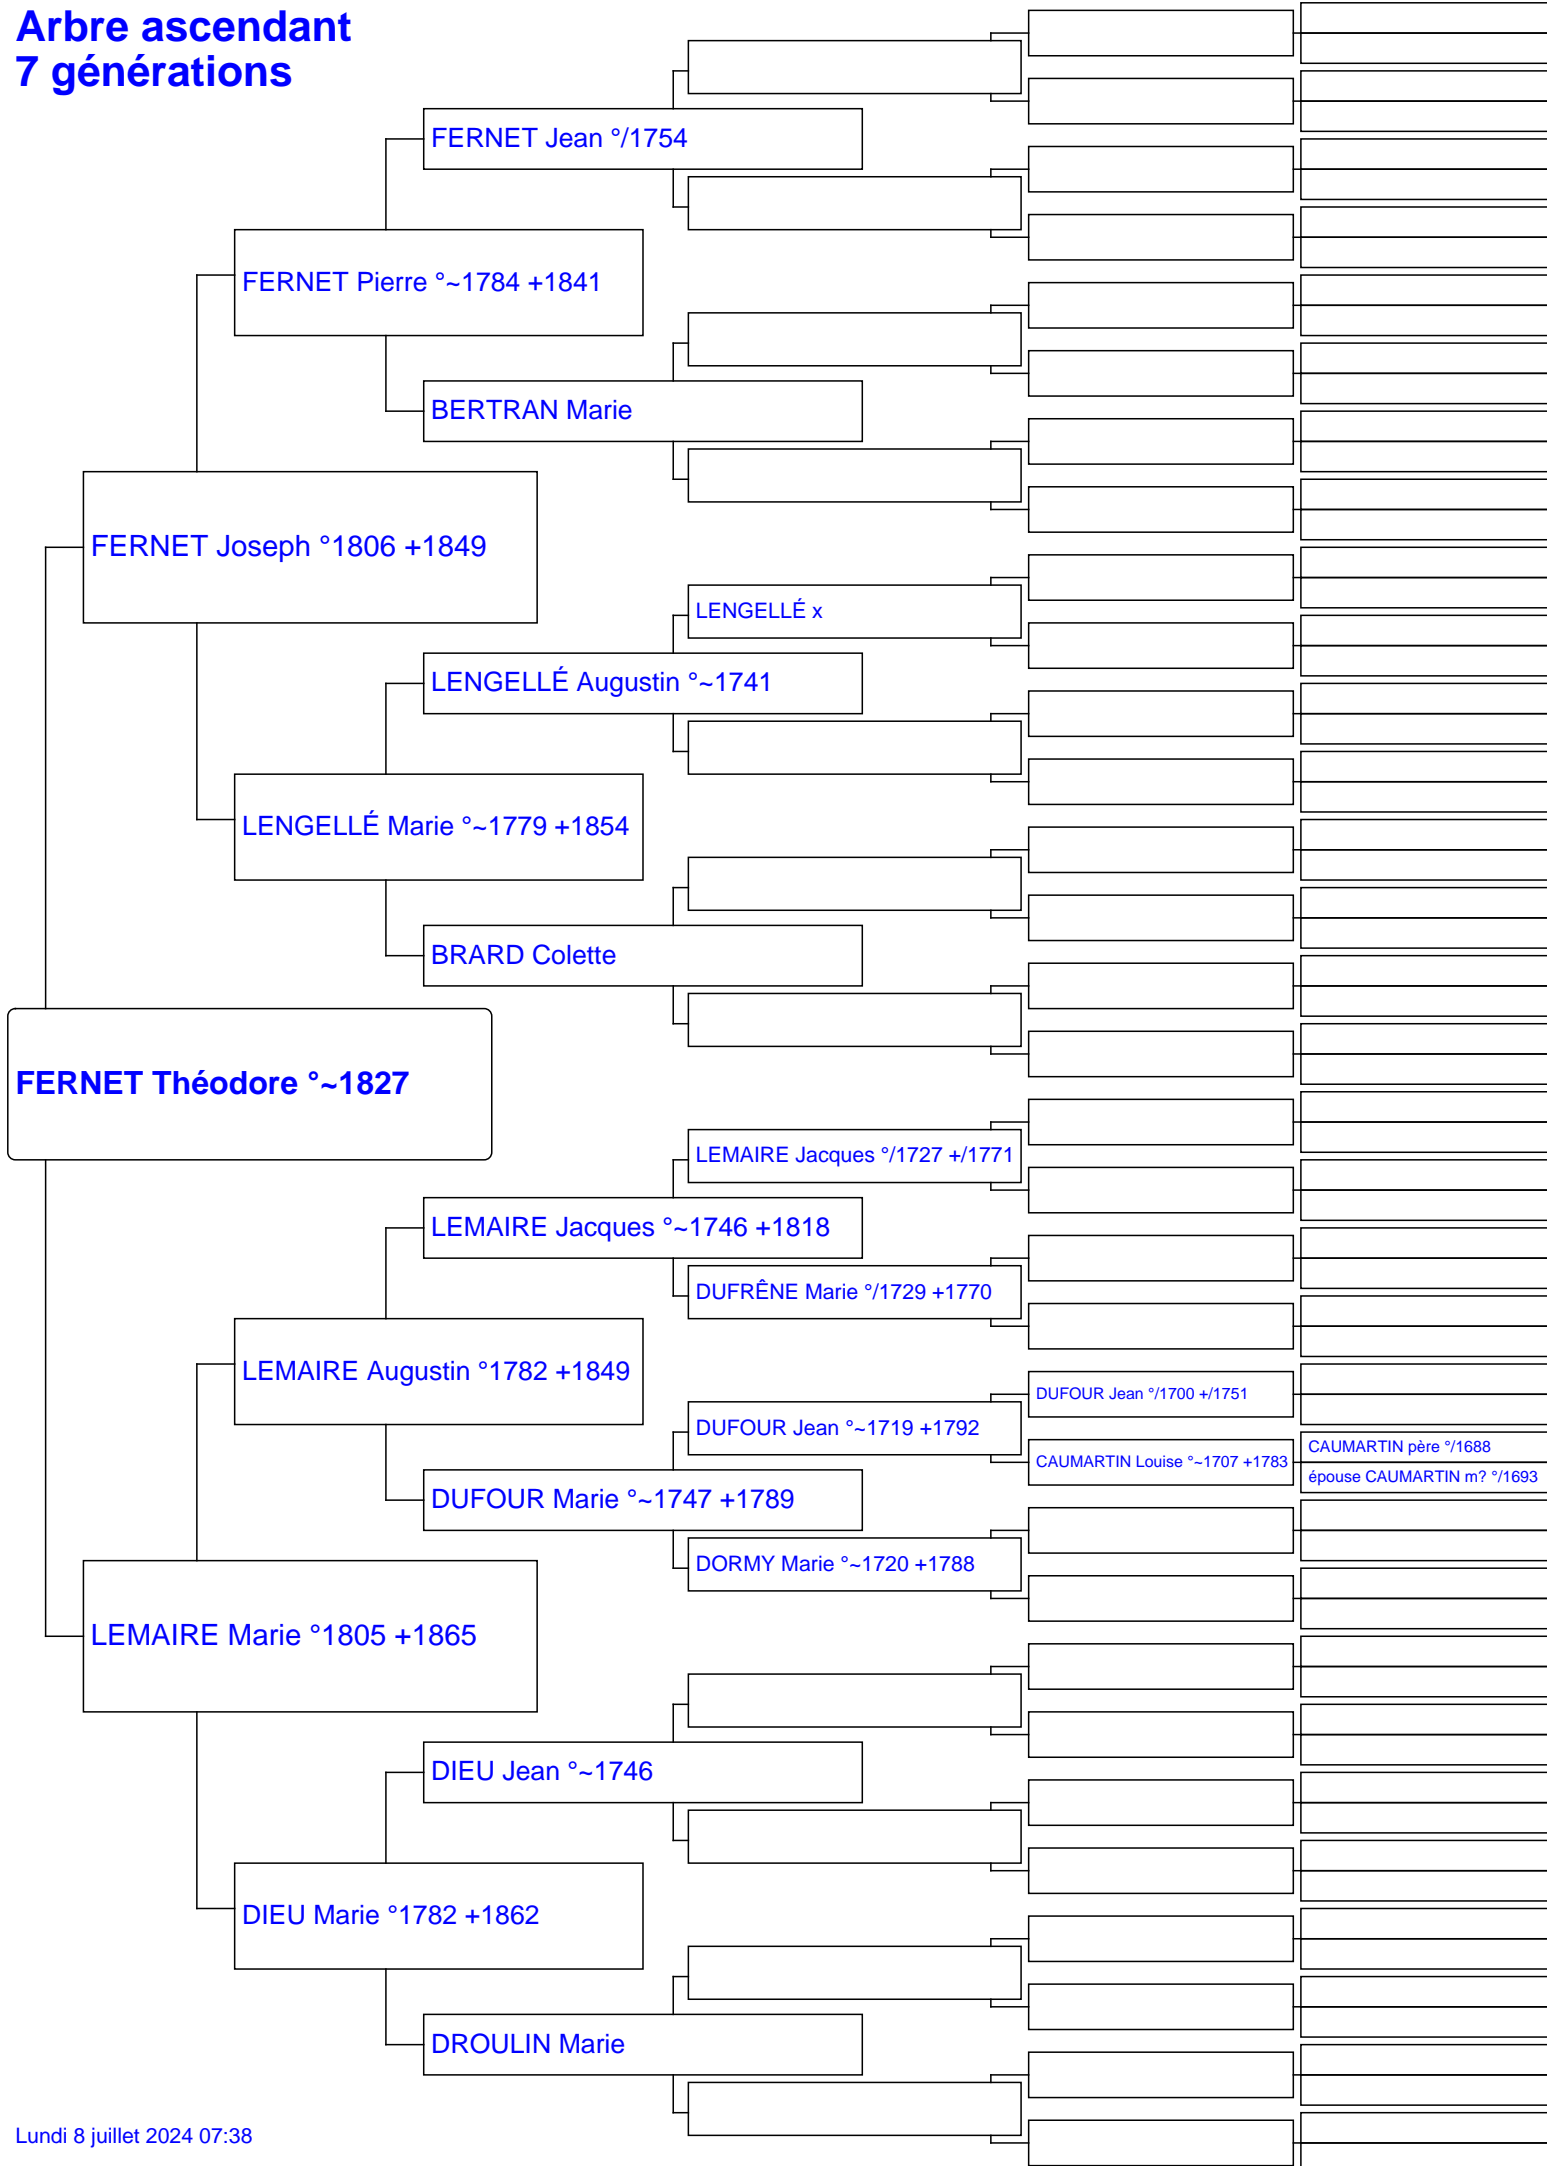 Arbre ascendant
7 générations
FERNET Jean °/1754
FERNET Pierre °~1784 +1841
BERTRAN Marie
FERNET Joseph °1806 +1849
LENGELLÉ x
LENGELLÉ Augustin °~1741
LENGELLÉ Marie °~1779 +1854
BRARD Colette
FERNET Théodore °~1827
LEMAIRE Jacques °/1727 +/1771
LEMAIRE Jacques °~1746 +1818
DUFRÊNE Marie °/1729 +1770
LEMAIRE Augustin °1782 +1849
DUFOUR Jean °/1700 +/1751
DUFOUR Jean °~1719 +1792
CAUMARTIN père °/1688
CAUMARTIN Louise °~1707 +1783
épouse CAUMARTIN m? °/1693
DUFOUR Marie °~1747 +1789
DORMY Marie °~1720 +1788
LEMAIRE Marie °1805 +1865
DIEU Jean °~1746
DIEU Marie °1782 +1862
DROULIN Marie
Lundi 8 juillet 2024 07:38